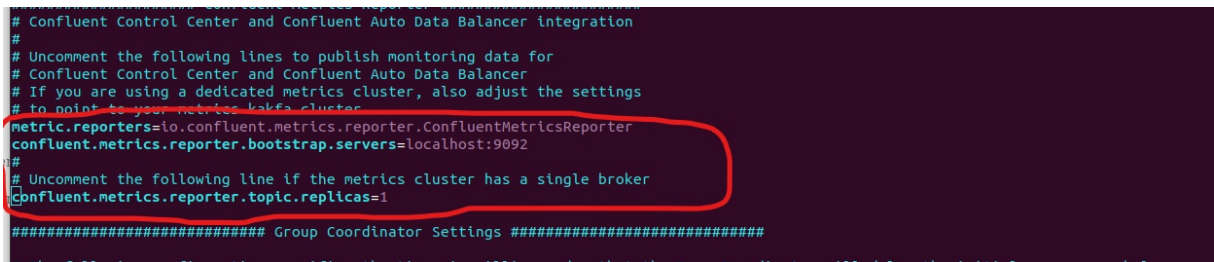 # Confluent Control Center and Confluent Auto Data Balancer integration
#
# Uncomment the following lines to publish monitoring data for
# Confluent Control Center and Confluent Auto Data Balancer
# If you are using a dedicated metrics cluster, also adjust the settings
# to point to your metrics kakfa cluster
metric.reporters=io.confluent.metrics.reporter.ConfluentMetricsReporter
confluent.metrics.reporter.bootstrap.servers=localhost:9092
#
# Uncomment the following line if the metrics cluster has a single broker
confluent.metrics.reporter.topic.replicas=1
############################# Group Coordinator Settings #############################